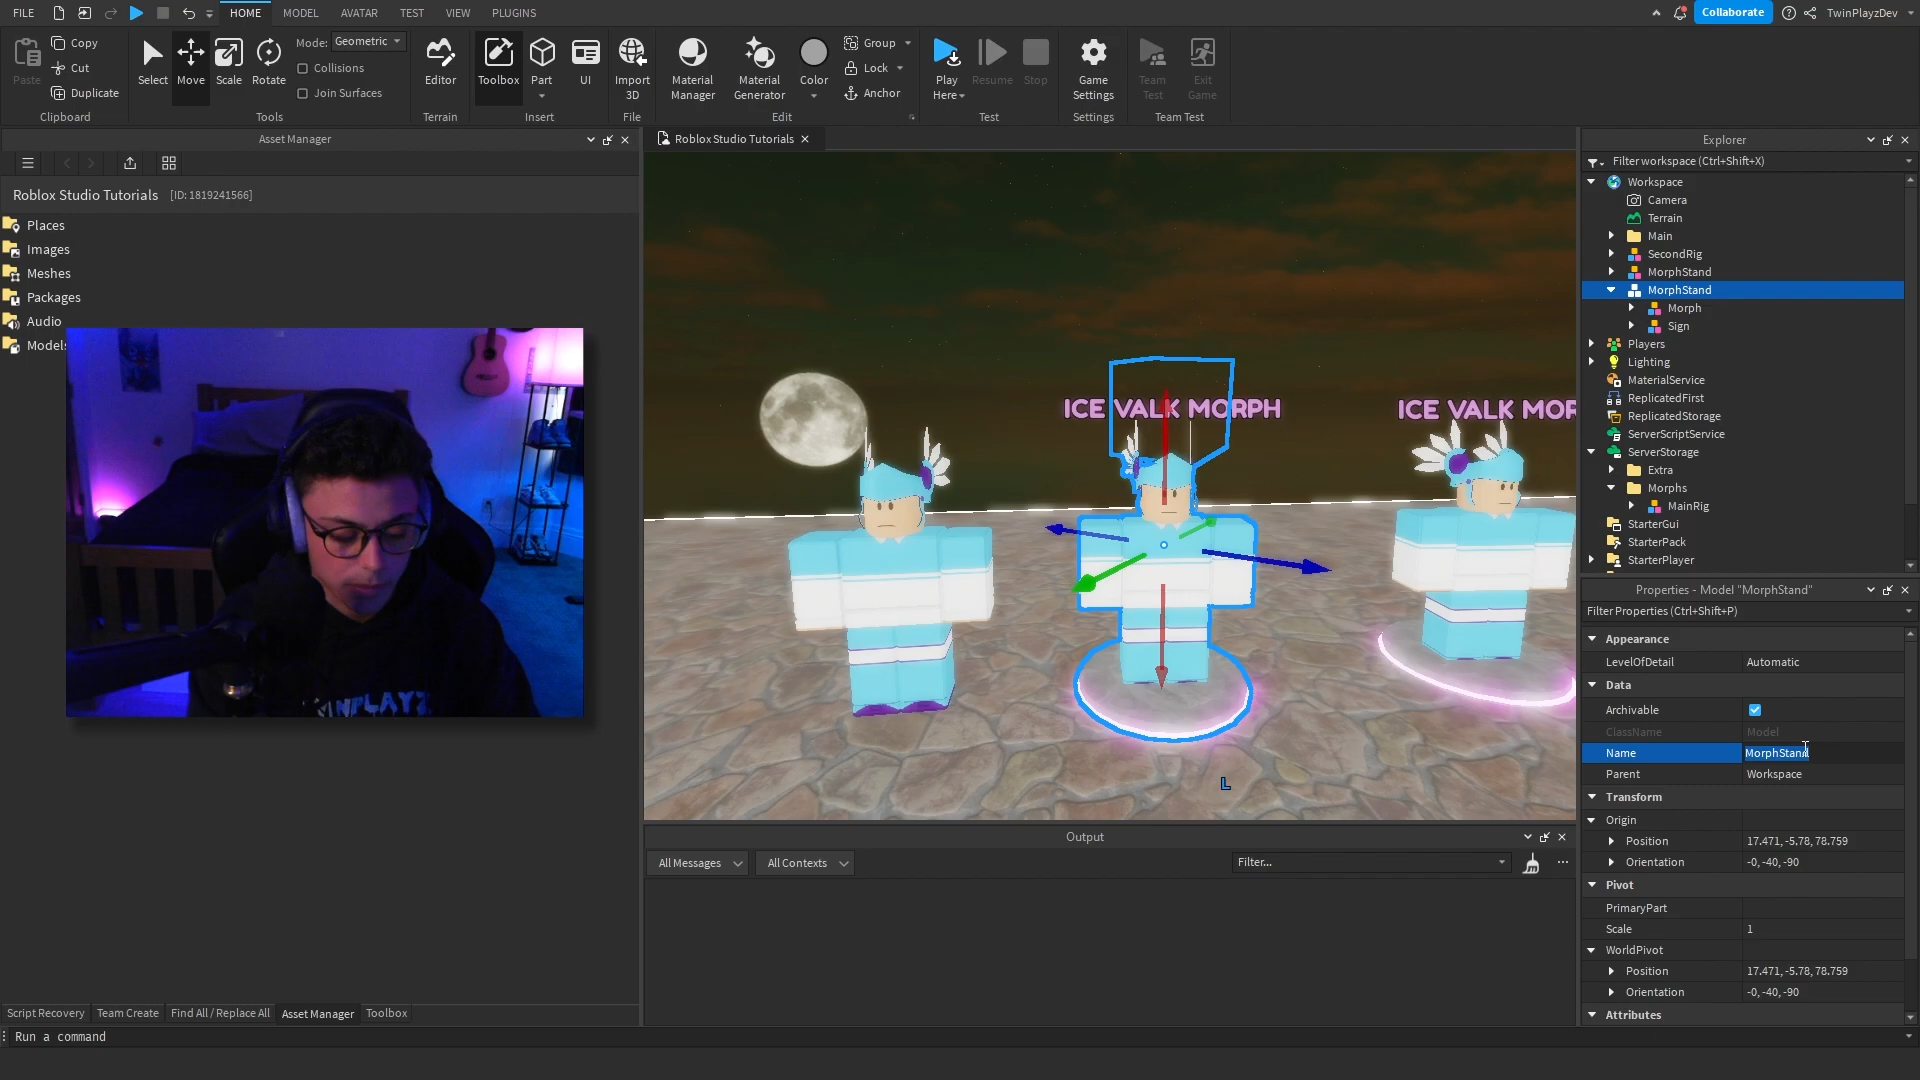 FILE HOME MODEL AVATAR TEST VIEW PLUGINS Collaborate TwinPlayzDev
Paste Copy Cut Duplicate
Clipboard
Select Move Scale Rotate Mode: Geometric Collisions Join Surfaces
Tools
Editor
Terrain
Toolbox Part UI
Insert
Import 3D
File
Material Manager Material Generator Color Group Lock Anchor
Edit
Play Here Resume Stop
Test
Game Settings
Settings
Team Test Exit Game
Team Test
Asset Manager
Roblox Studio Tutorials [ID: 1819241566]
Places
Images
Meshes
Packages
Audio
Models
Script Recovery Team Create Find All / Replace All Asset Manager Toolbox
Run a command
Roblox Studio Tutorials
ICE VALK MORPH
ICE VALK MOR
L
Output
All Messages All Contexts Filter...
Explorer
Filter workspace (Ctrl+Shift+X)
Workspace
Camera
Terrain
Main
SecondRig
MorphStand
MorphStand
Morph
Sign
Players
Lighting
MaterialService
ReplicatedFirst
ReplicatedStorage
ServerScriptService
ServerStorage
Extra
Morphs
MainRig
StarterGui
StarterPack
StarterPlayer
Properties - Model "MorphStand"
Filter Properties (Ctrl+Shift+P)
Appearance
LevelOfDetail Automatic
Data
Archivable
ClassName Model
Name MorphStand
Parent Workspace
Transform
Origin
Position 17.471, -5.78, 78.759
Orientation -0, -40, -90
Pivot
PrimaryPart
Scale 1
WorldPivot
Position 17.471, -5.78, 78.759
Orientation -0, -40, -90
Attributes